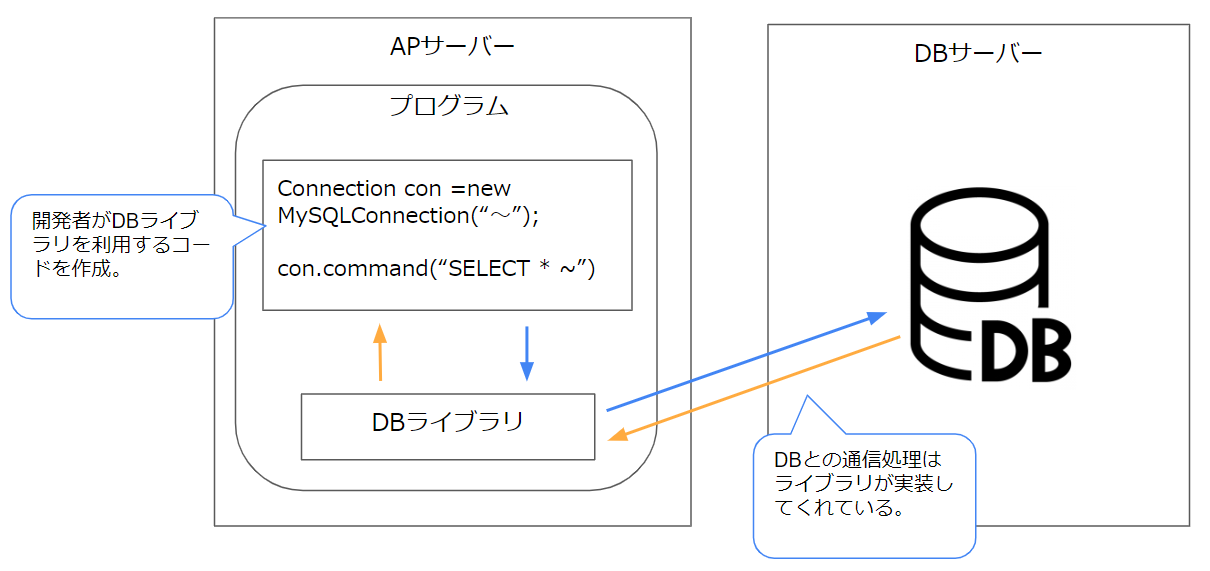 APサーバー
DBサーバー
プログラム
Connection con =new
MySQLConnection(“～”);
con.command(“SELECT * ~”)
開発者がDBライブ
ラリを利用するコー
ドを作成。
DB
DBライブラリ
DBとの通信処理は
ライブラリが実装し
てくれている。